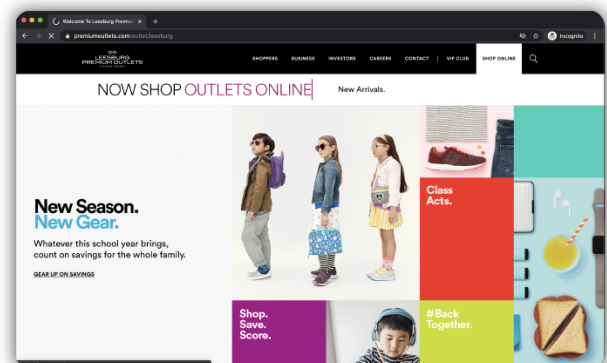 Welcome To Leesburg Premium
premiumoutlets.com/outlet/leesburg
Incognito
LEESBURG
PREMIUM OUTLETS
SHOPPERS BUSINESS INVESTORS CAREERS CONTACT | VIP CLUB SHOP ONLINE
NOW SHOP OUTLETS ONLINE New Arrivals.
New Season.
New Gear.
Whatever this school year brings,
count on savings for the whole family.
GEAR UP ON SAVINGS
Class
Acts.
Shop.
Save.
Score.
#Back
Together.